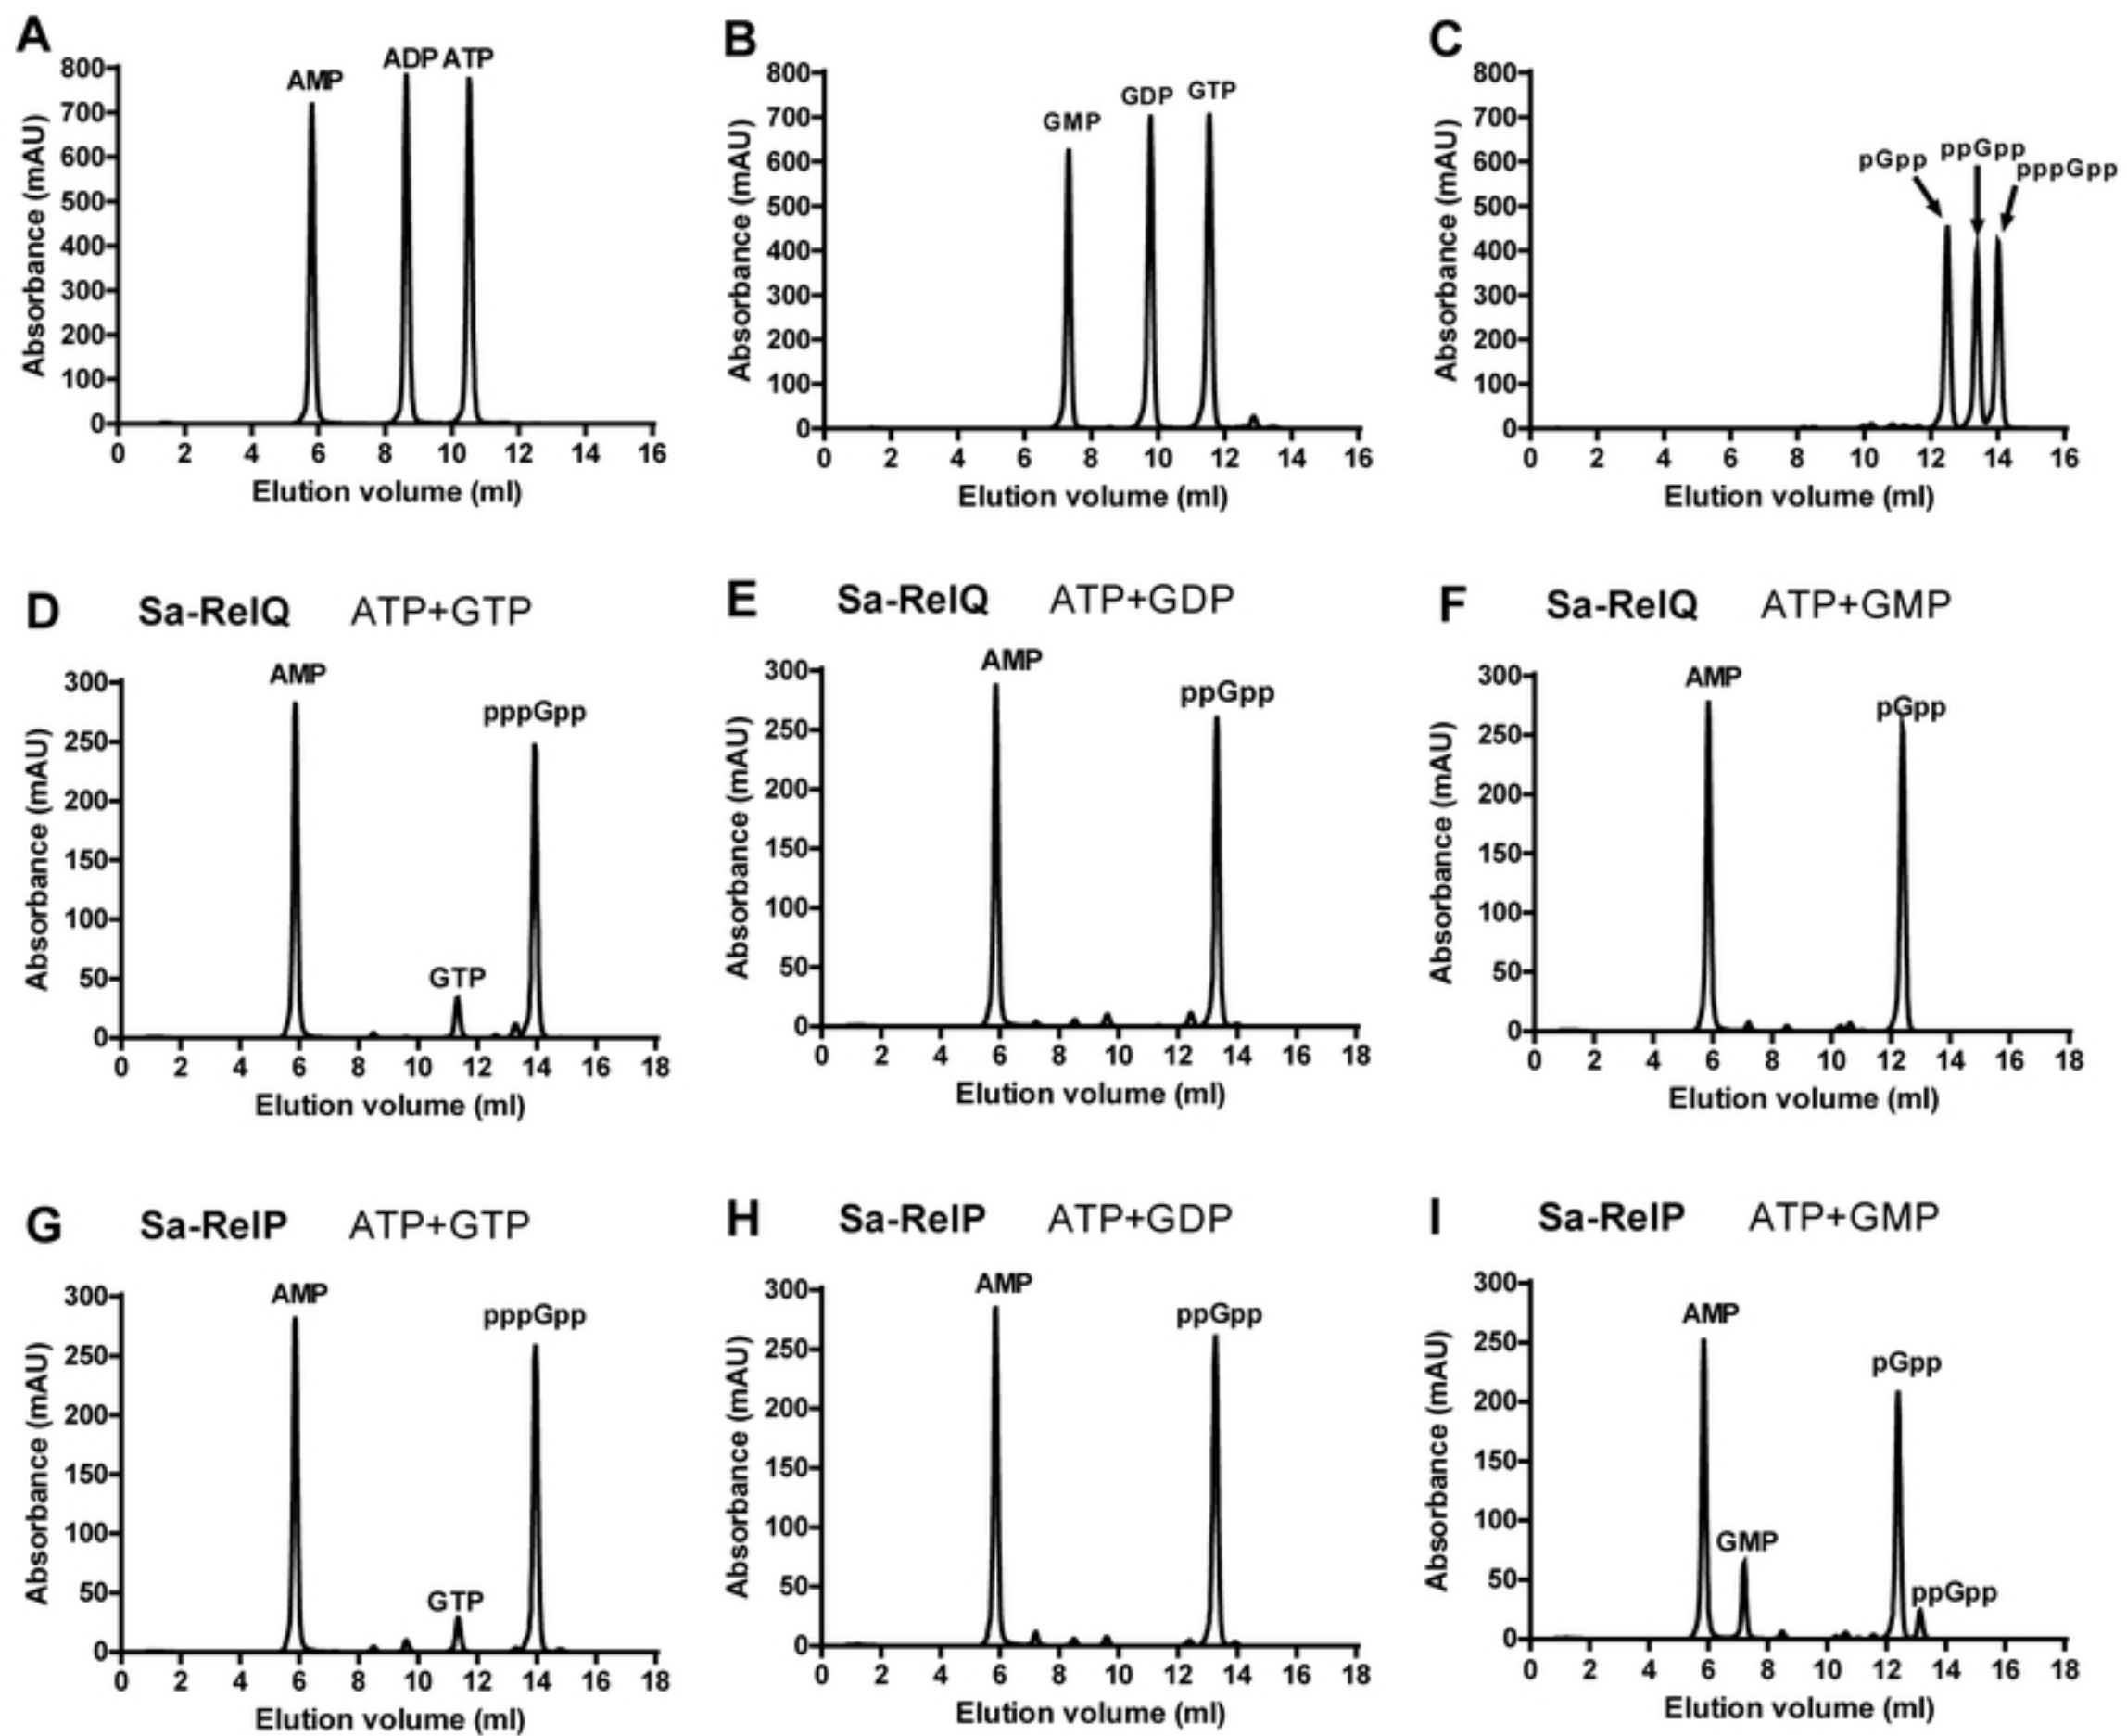 A
AMP
ADP ATP
800
700
600
500
400
300
200
100
0
0 2 4 6 8 10 12 14 16
Absorbance (mAU)
Elution volume (ml)
B
GMP
GDP
GTP
800
700
600
500
400
300
200
100
0
0 2 4 6 8 10 12 14 16
Absorbance (mAU)
Elution volume (ml)
C
pGpp
ppGpp
pppGpp
800
700
600
500
400
300
200
100
0
0 2 4 6 8 10 12 14 16
Absorbance (mAU)
Elution volume (ml)
D Sa-RelQ ATP+GTP
AMP
pppGpp
GTP
300
250
200
150
100
50
0
0 2 4 6 8 10 12 14 16 18
Absorbance (mAU)
Elution volume (ml)
E Sa-RelQ ATP+GDP
AMP
ppGpp
300
250
200
150
100
50
0
0 2 4 6 8 10 12 14 16 18
Absorbance (mAU)
Elution volume (ml)
F Sa-RelQ ATP+GMP
AMP
pGpp
300
250
200
150
100
50
0
0 2 4 6 8 10 12 14 16 18
Absorbance (mAU)
Elution volume (ml)
G Sa-RelP ATP+GTP
AMP
pppGpp
GTP
300
250
200
150
100
50
0
0 2 4 6 8 10 12 14 16 18
Absorbance (mAU)
Elution volume (ml)
H Sa-RelP ATP+GDP
AMP
ppGpp
300
250
200
150
100
50
0
0 2 4 6 8 10 12 14 16 18
Absorbance (mAU)
Elution volume (ml)
I Sa-RelP ATP+GMP
AMP
pGpp
GMP
ppGpp
300
250
200
150
100
50
0
0 2 4 6 8 10 12 14 16 18
Absorbance (mAU)
Elution volume (ml)